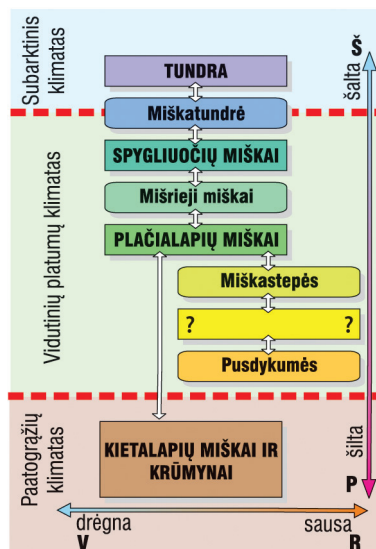 Subarktinis
klimatas
TUNDRA
Miškatundrė
Š
šalta
Vidutinių platumų klimatas
SPYGLIUOČIŲ MIŠKAI
Mišrieji miškai
PLAČIALAPIŲ MIŠKAI
Miškastepės
? ?
Pusdykumės
Paatogrąžių
klimatas
KIETALAPIŲ MIŠKAI IR
KRŪMYNAI
šilta
P
drėgna sausa
V R